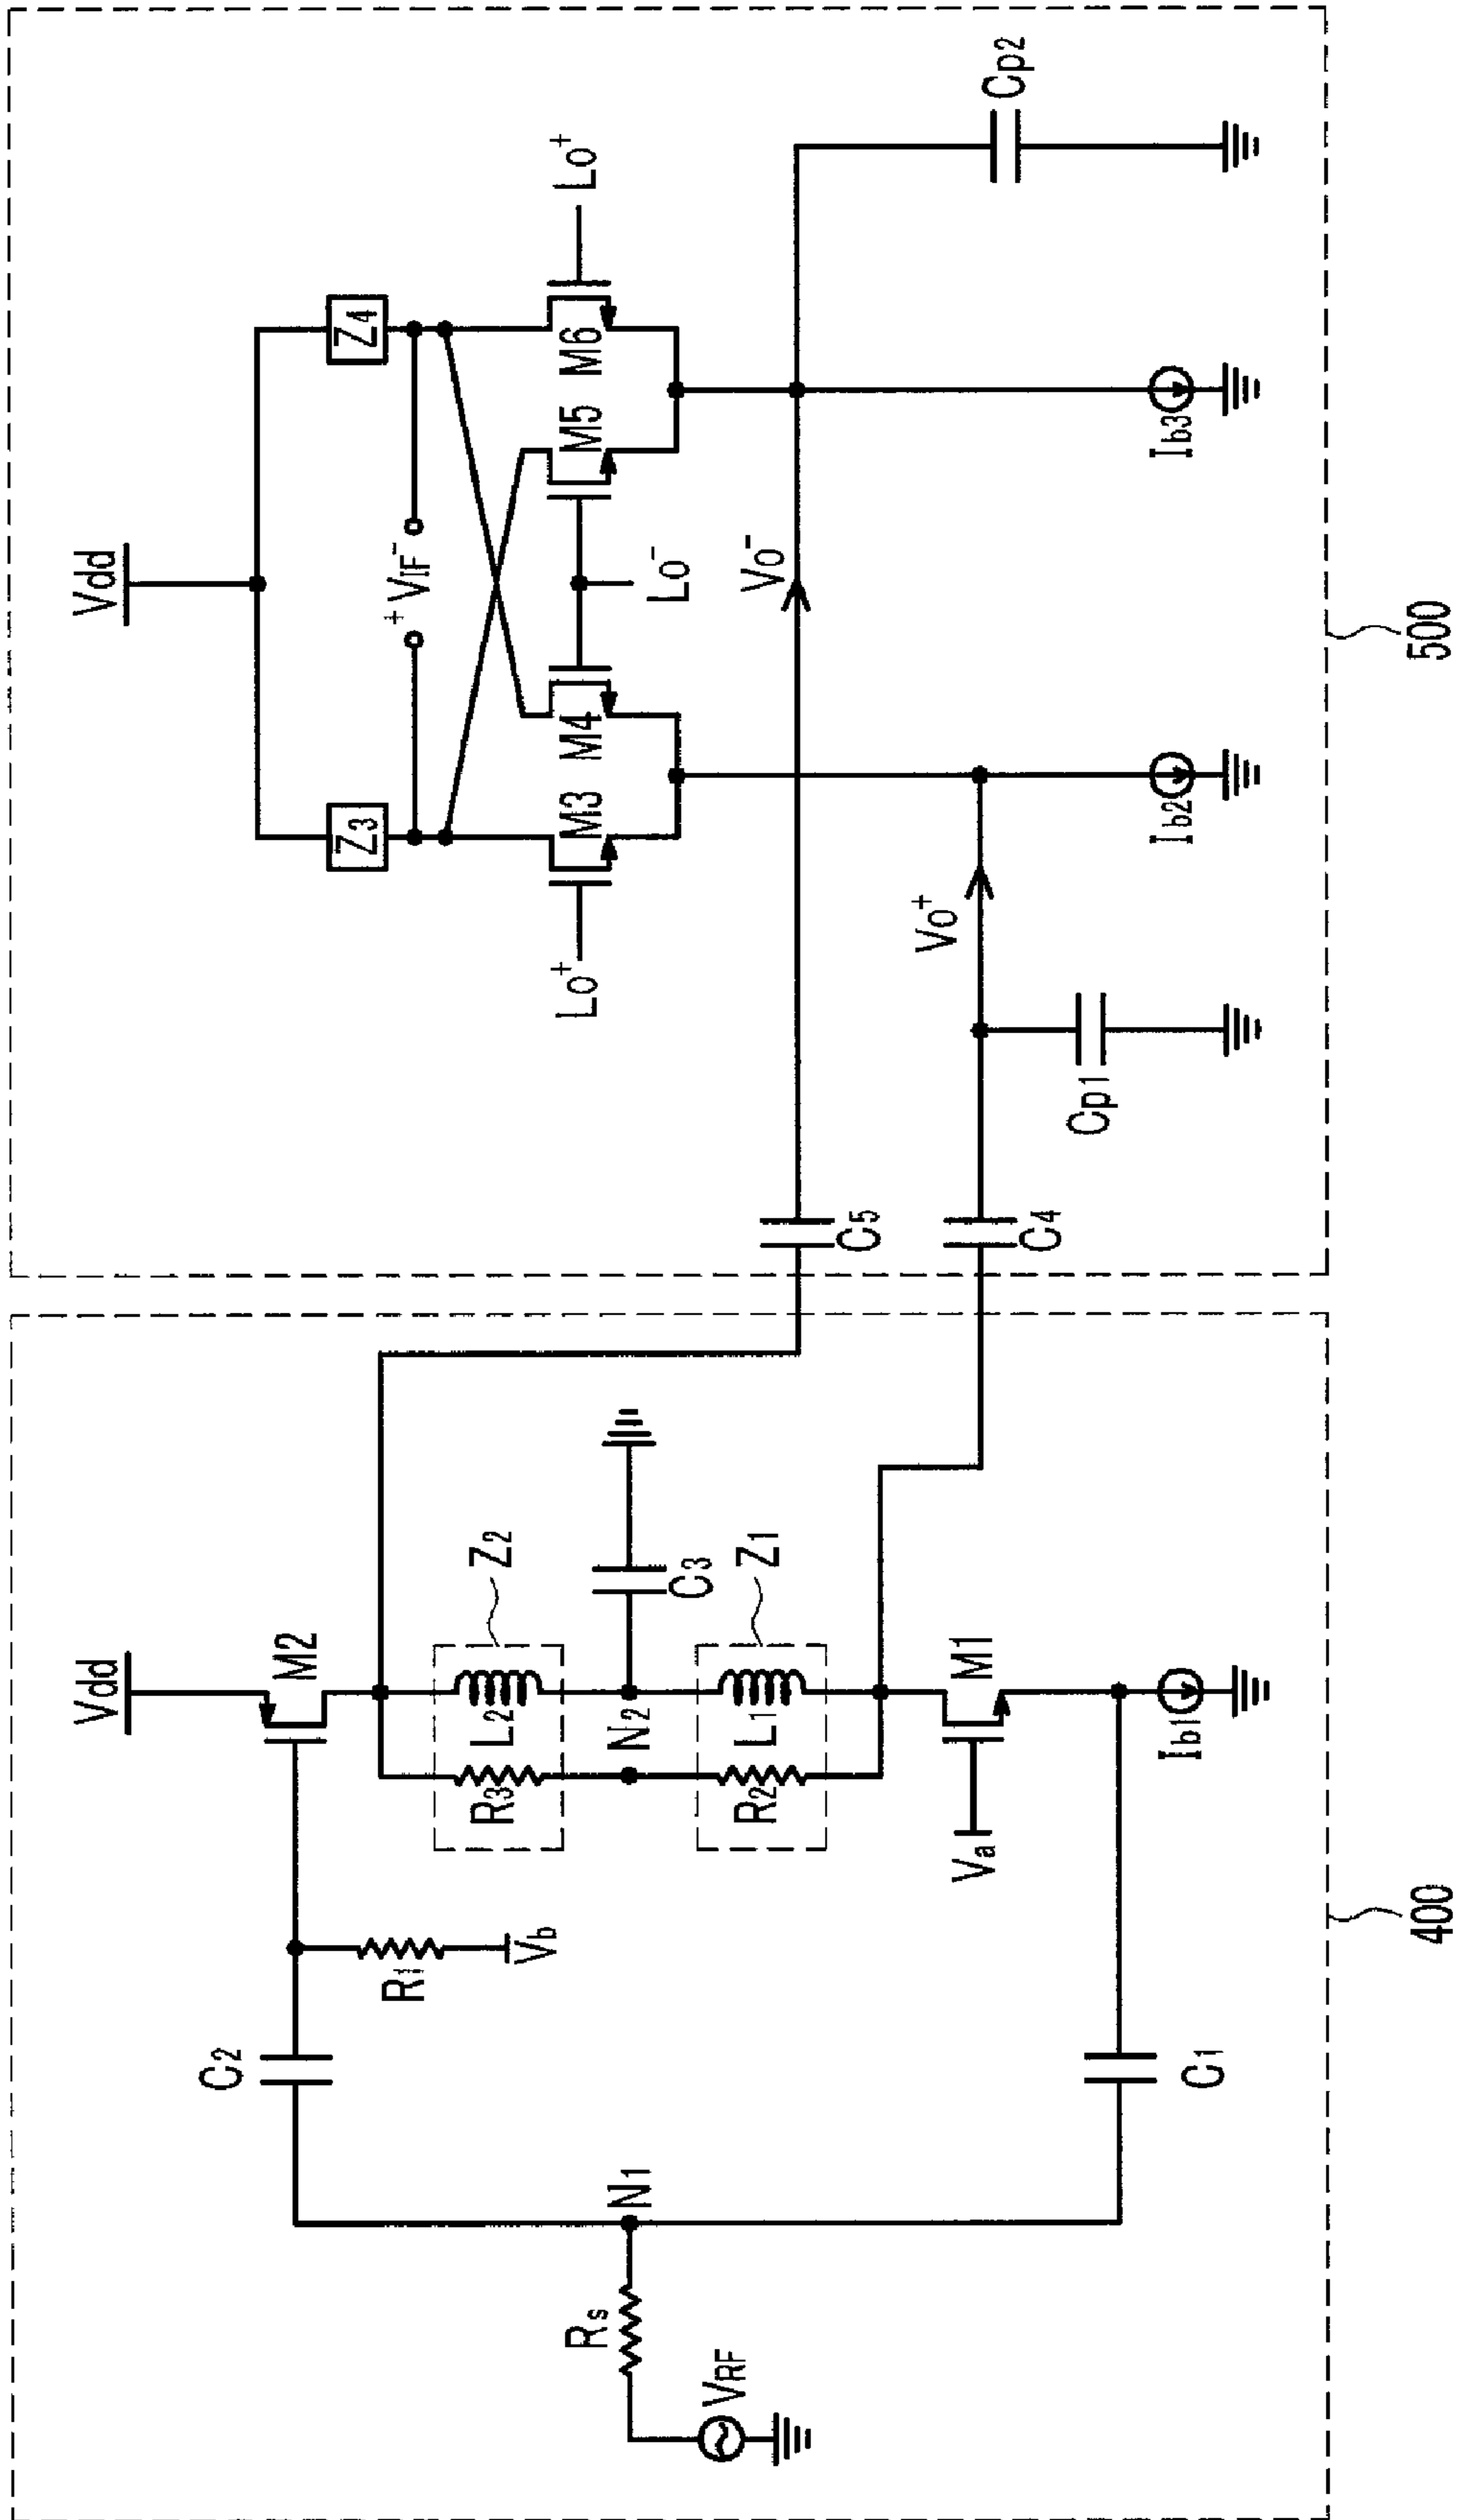 Vdd
Vdd
M2
C2
R1
Vb
Z2
L2
R3
N2
C3
Z1
L1
R2
M1
Va
Ib1
C1
N1
Rs
VRF
400
Z3
Z4
+ VIF -
M3
M4
M5
M6
Lo+
Lo-
Lo+
Vo-
Vo+
C5
C4
Cp1
Cp2
Ib2
Ib3
500